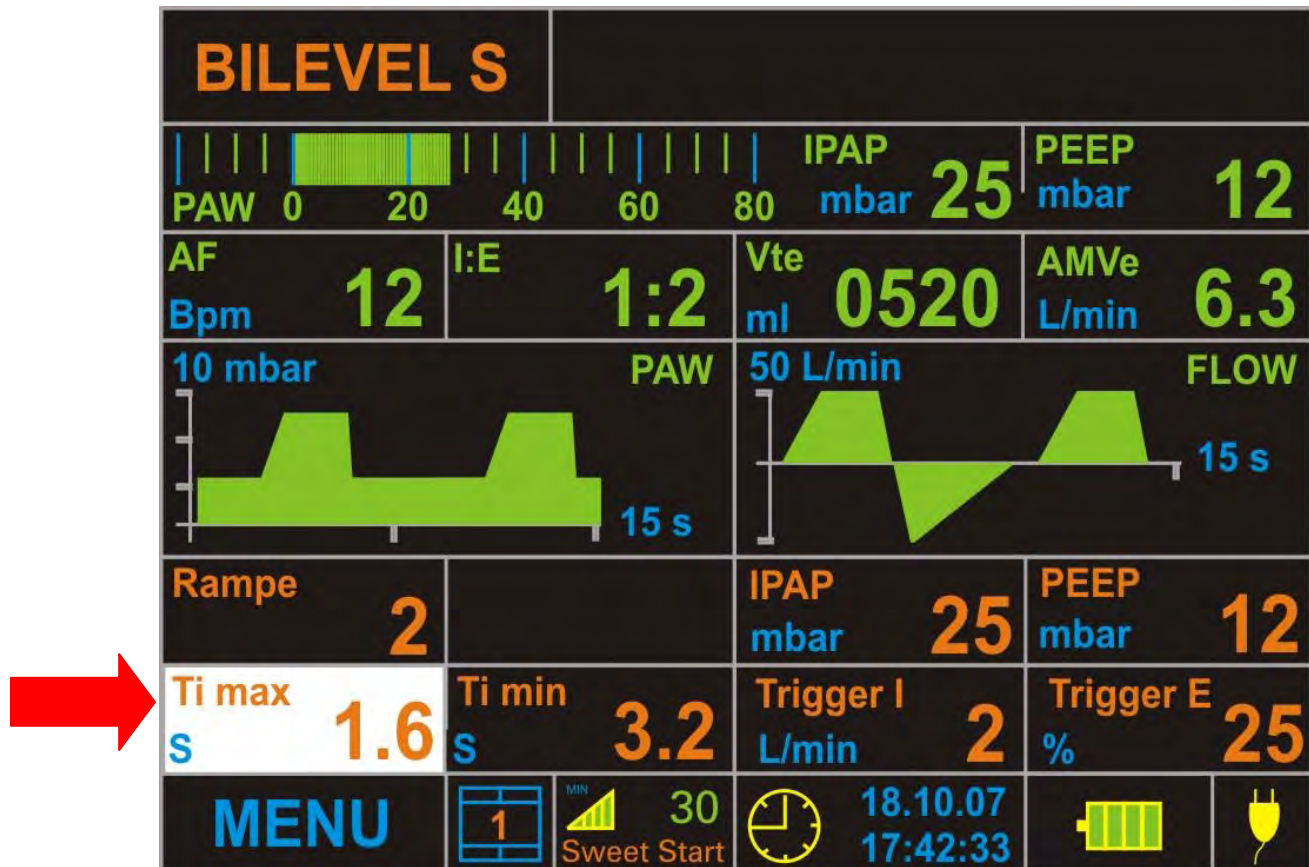 BILEVEL S
PAW 0 20 40 60 80
IPAP mbar 25
PEEP mbar 12
AF Bpm 12
I:E 1:2
Vte ml 0520
AMVe L/min 6.3
10 mbar PAW
15 s
50 L/min FLOW
15 s
Rampe 2
IPAP mbar 25
PEEP mbar 12
Ti max S 1.6
Ti min S 3.2
Trigger I L/min 2
Trigger E % 25
MENU
1
MIN 30
Sweet Start
18.10.07
17:42:33